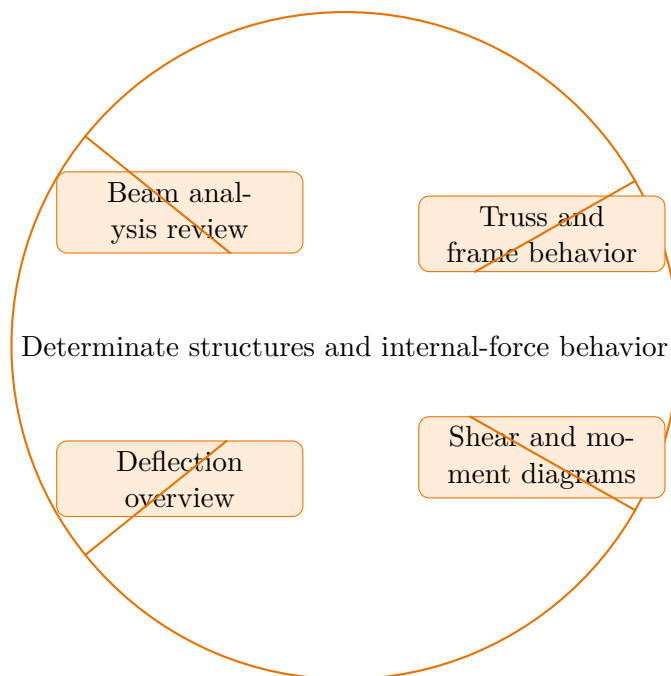 Beam anal-
ysis review
Truss and
frame behavior
Determinate structures and internal-force behavior
Deflection
overview
Shear and mo-
ment diagrams